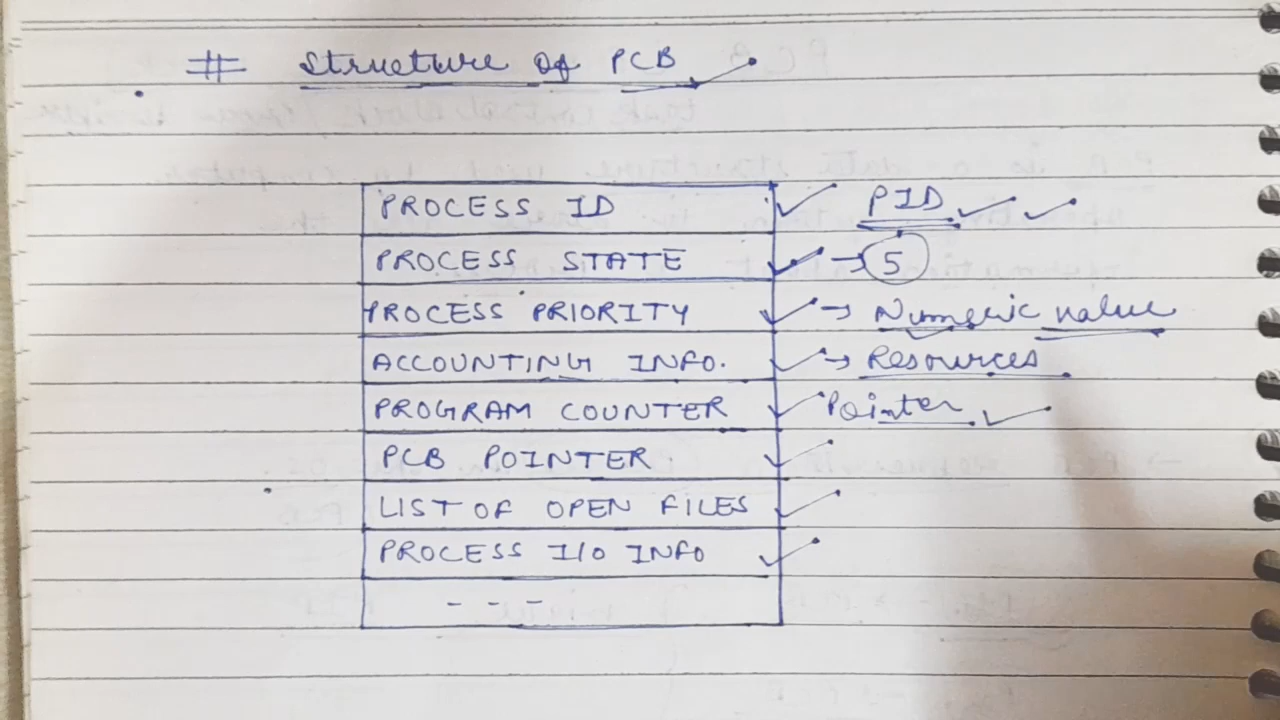 # Structure of PCB
PROCESS ID PID
PROCESS STATE → 5
PROCESS PRIORITY → Numeric value
ACCOUNTING INFO. → Resources
PROGRAM COUNTER Pointer
PCB POINTER.
LIST OF OPEN FILES
PROCESS I/O INFO
- - -